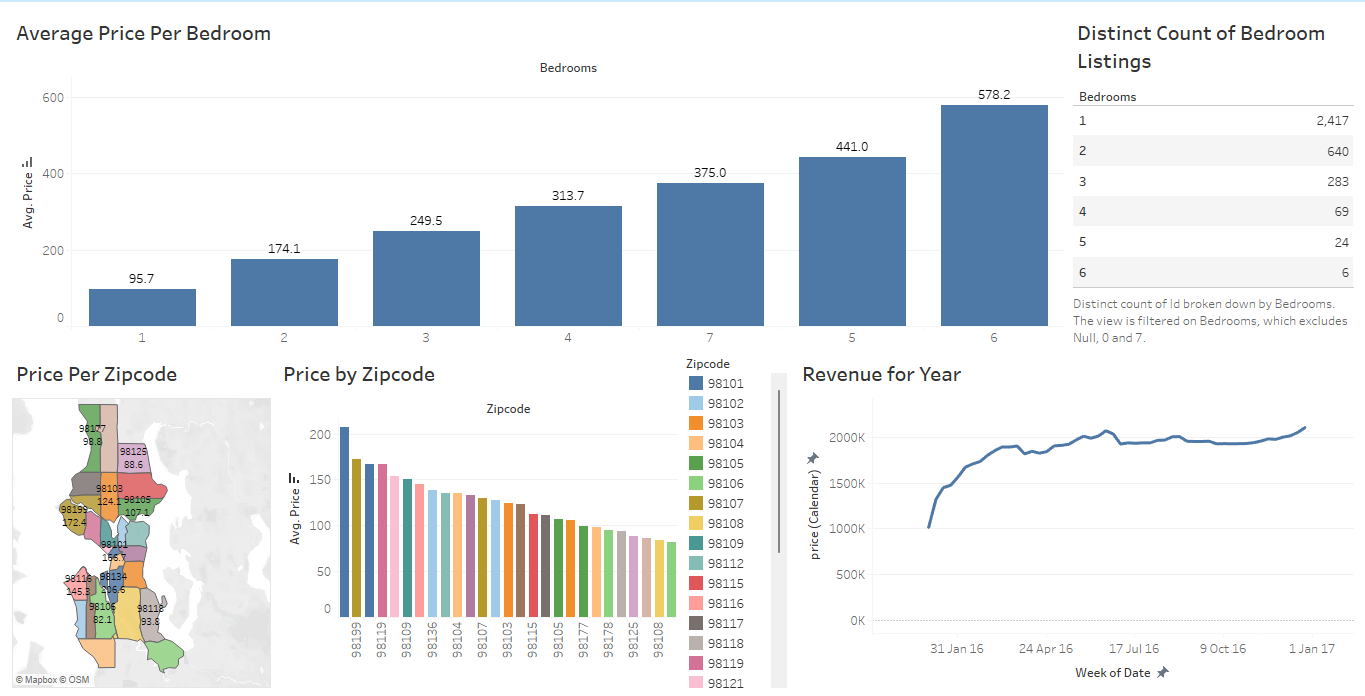 Average Price Per Bedroom
Bedrooms
600
400
200
0
Avg. Price
95.7
174.1
249.5
313.7
375.0
441.0
578.2
1
2
3
4
7
5
6
Distinct Count of Bedroom
Listings
Bedrooms
1 2,417
2 640
3 283
4 69
5 24
6 6
Distinct count of Id broken down by Bedrooms.
The view is filtered on Bedrooms, which excludes
Null, 0 and 7.
Price Per Zipcode
98177
98.8
98125
88.6
98103
124.1
98105
107.1
98199
172.4
98101
166.7
98116
145.3
98134
206.6
98106
82.1
98118
93.8
© Mapbox © OSM
Price by Zipcode
Zipcode
200
150
100
50
0
Avg. Price
98199
98119
98109
98136
98104
98107
98103
98115
98105
98177
98178
98125
98108
Zipcode
98101
98102
98103
98104
98105
98106
98107
98108
98109
98112
98115
98116
98117
98118
98119
98121
Revenue for Year
2000K
1500K
1000K
500K
0K
price (Calendar)
31 Jan 16
24 Apr 16
17 Jul 16
9 Oct 16
1 Jan 17
Week of Date